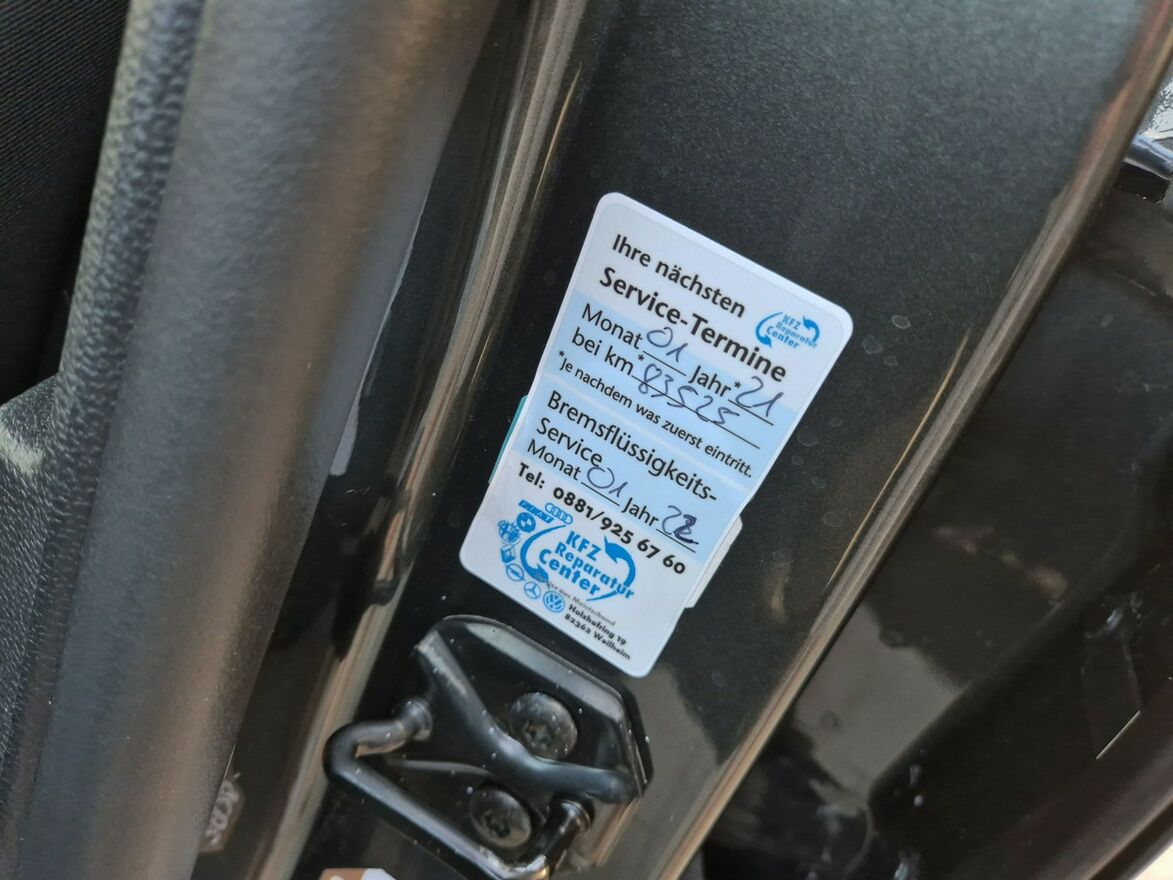 Ihre nächsten
Service-Termine
KFZ
Reparatur
Center
Monat 01 Jahr* 21
bei km* 83525
*Je nachdem was zuerst eintritt.
Bremsflüssigkeits-
Service
Monat 01 Jahr 22
Tel: 0881/925 67 60
KFZ
Reparatur
Center
Meisterhand
Holzhofring 19
82362 Weilheim